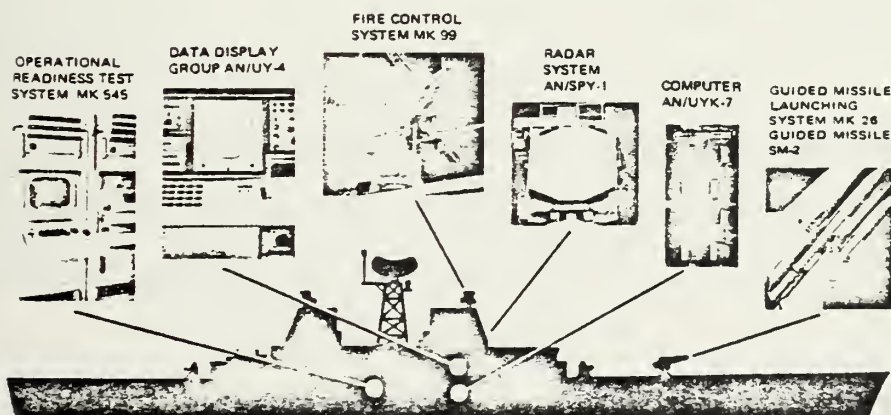 OPERATIONAL
READINESS TEST
SYSTEM MK 545
DATA DISPLAY
GROUP AN/UY-4
FIRE CONTROL
SYSTEM MK 99
RADAR
SYSTEM
AN/SPY-1
COMPUTER
AN/UYK-7
GUIDED MISSILE
LAUNCHING
SYSTEM MK 26
GUIDED MISSILE
SM-2